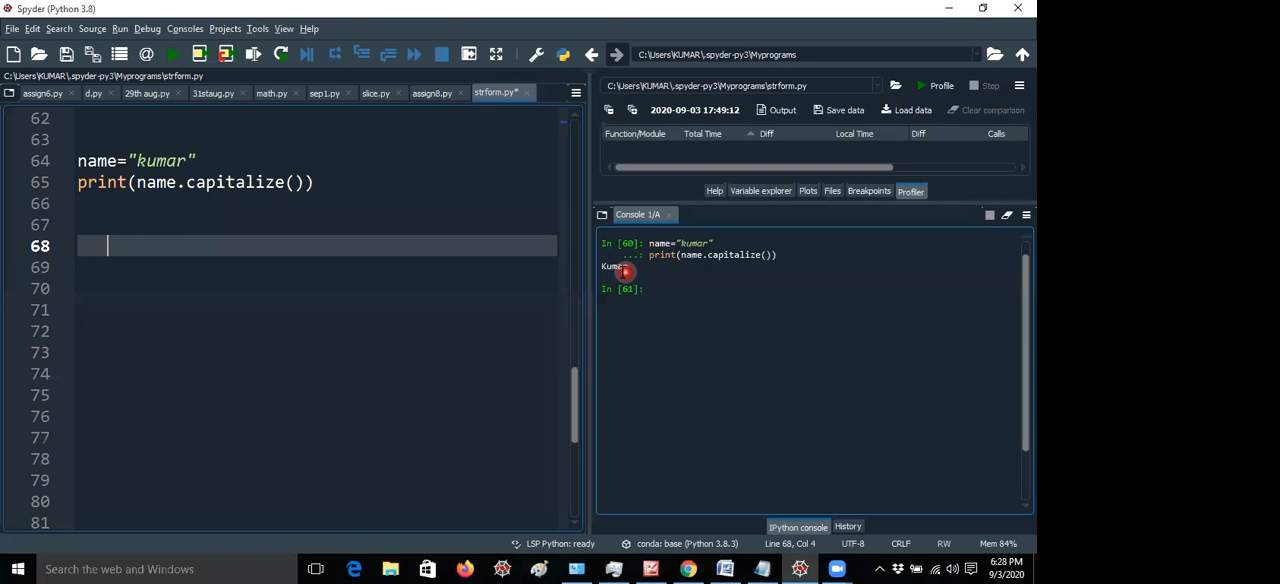 Spyder (Python 3.8)
File Edit Search Source Run Debug Consoles Projects Tools View Help
C:\Users\KUMAR\.spyder-py3\Myprograms
C:\Users\KUMAR\.spyder-py3\Myprograms\strform.py
assign6.py d.py 29th aug.py 31staug.py math.py sep1.py slice.py assign8.py strform.py*
62
63
64 name="kumar"
65 print(name.capitalize())
66
67
68
69
70
71
72
73
74
75
76
77
78
79
80
81
C:\Users\KUMAR\.spyder-py3\Myprograms\strform.py Profile Stop
2020-09-03 17:49:12 Output Save data Load data Clear comparison
Function/Module Total Time Diff Local Time Diff Calls
Help Variable explorer Plots Files Breakpoints Profiler
Console 1/A
In [60]: name="kumar"
...: print(name.capitalize())
Kumar
In [61]:
IPython console History
LSP Python: ready conda: base (Python 3.8.3) Line 68, Col 4 UTF-8 CRLF RW Mem 84%
Search the web and Windows
6:28 PM
9/3/2020